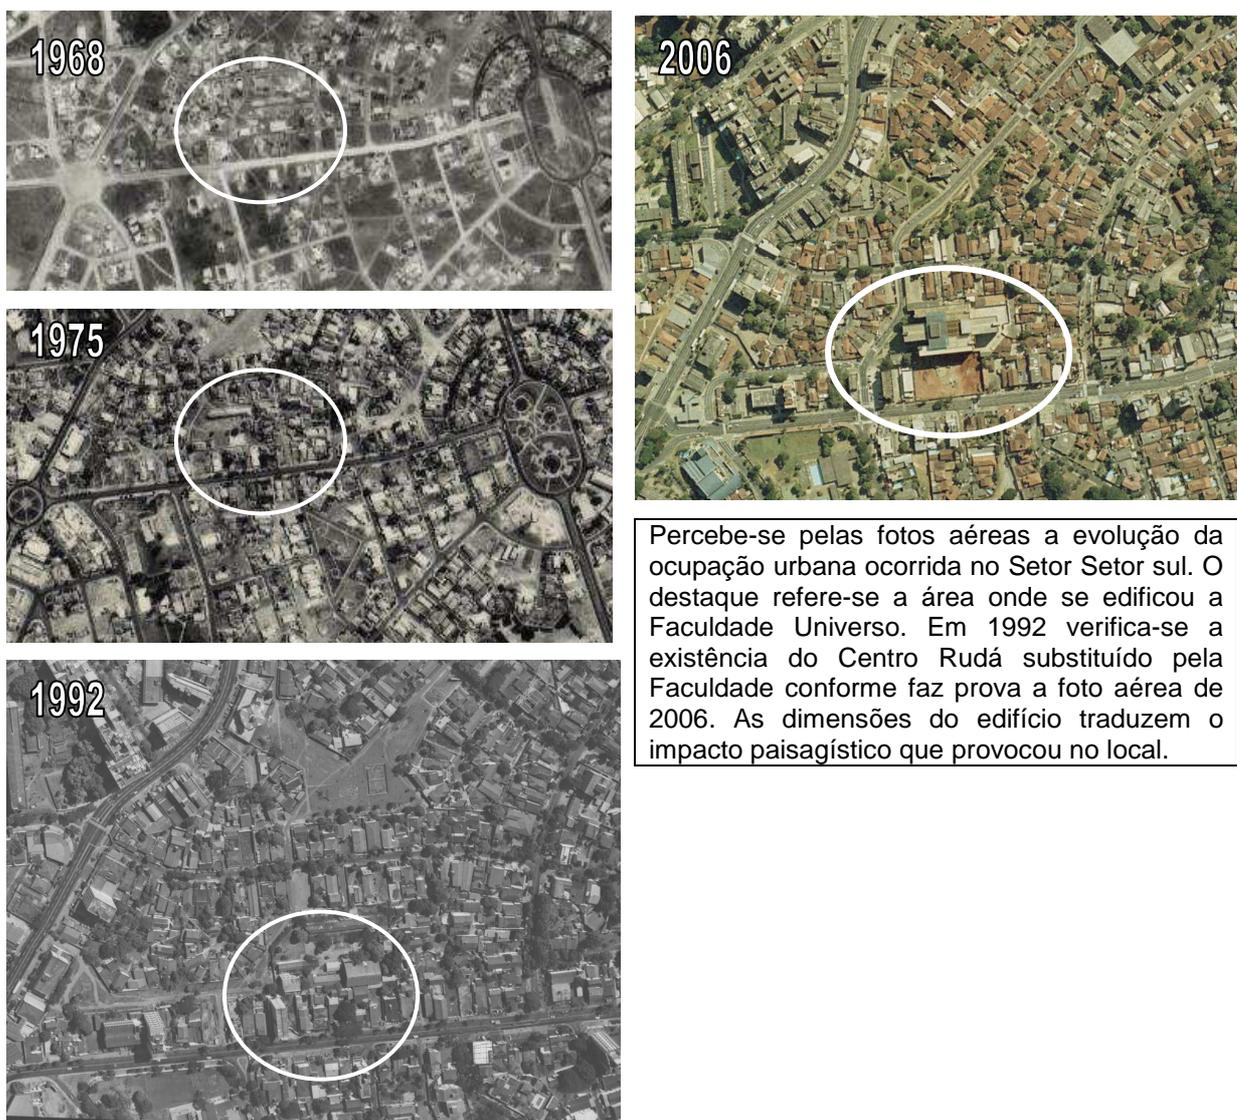 1968
2006
1975
1992
Percebe-se pelas fotos aéreas a evolução da
ocupação urbana ocorrida no Setor Setor sul. O
destaque refere-se a área onde se edificou a
Faculdade Universo. Em 1992 verifica-se a
existência do Centro Rudá substituído pela
Faculdade conforme faz prova a foto aérea de
2006. As dimensões do edifício traduzem o
impacto paisagístico que provocou no local.